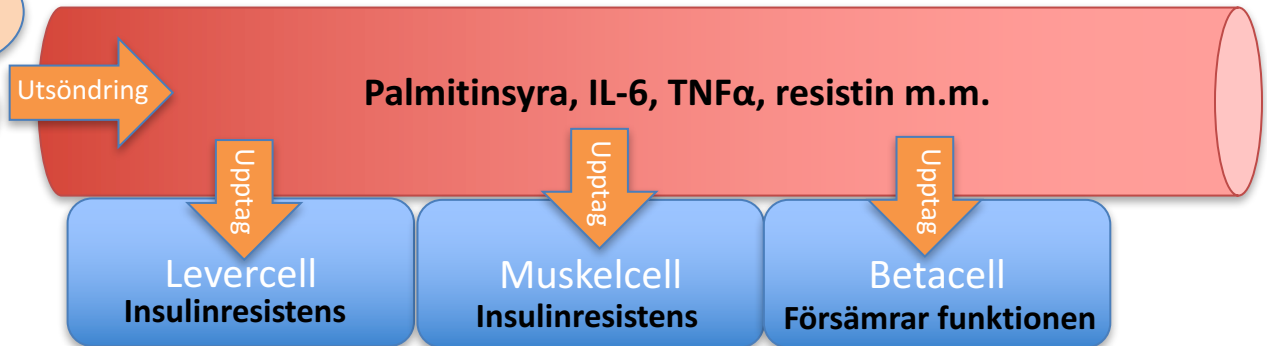 Utsöndring
Palmitinsyra, IL-6, TNFα, resistin m.m.
Upptag
Upptag
Upptag
Levercell
Insulinresistens
Muskelcell
Insulinresistens
Betacell
Försämrar funktionen